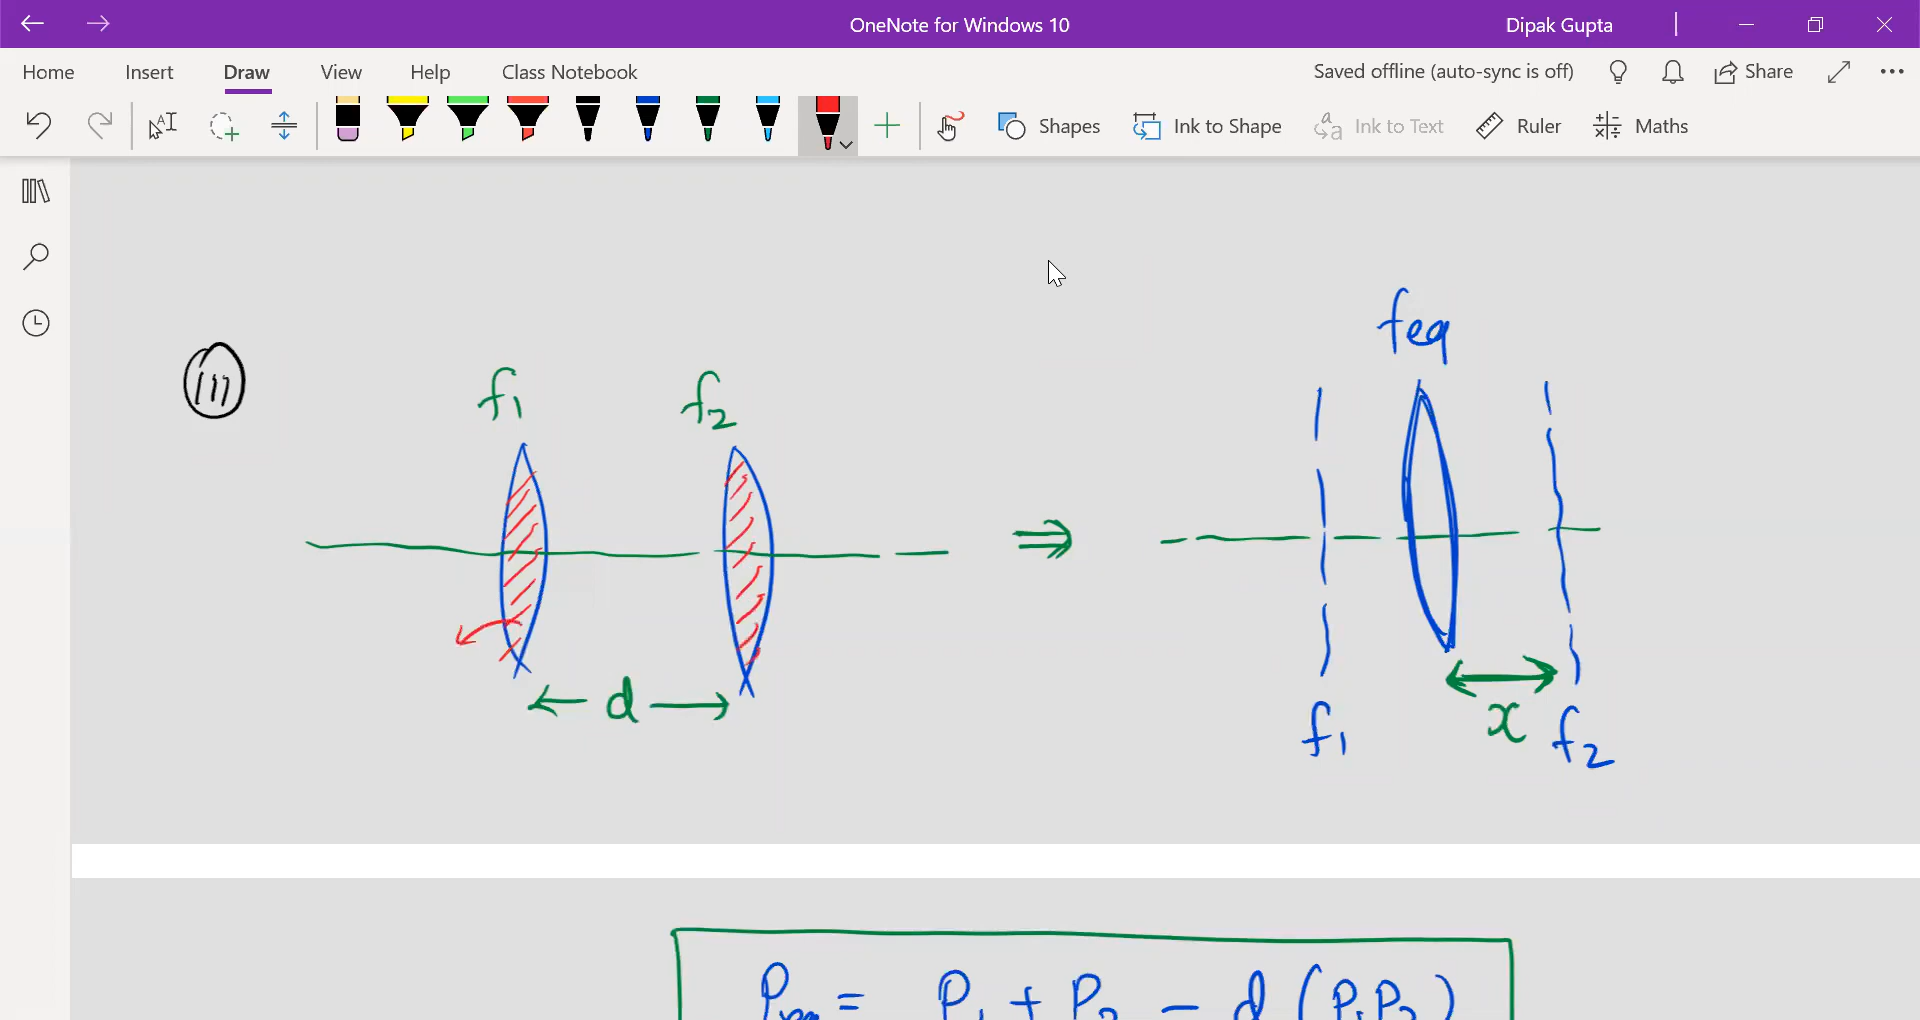 OneNote for Windows 10
Dipak Gupta
Home Insert Draw View Help Class Notebook
Saved offline (auto-sync is off) Share
Shapes Ink to Shape Ink to Text Ruler Maths
(iii)
f1 f2
feq
d
x
f1 f2
Peq = P1 + P2 - d (P1P2)